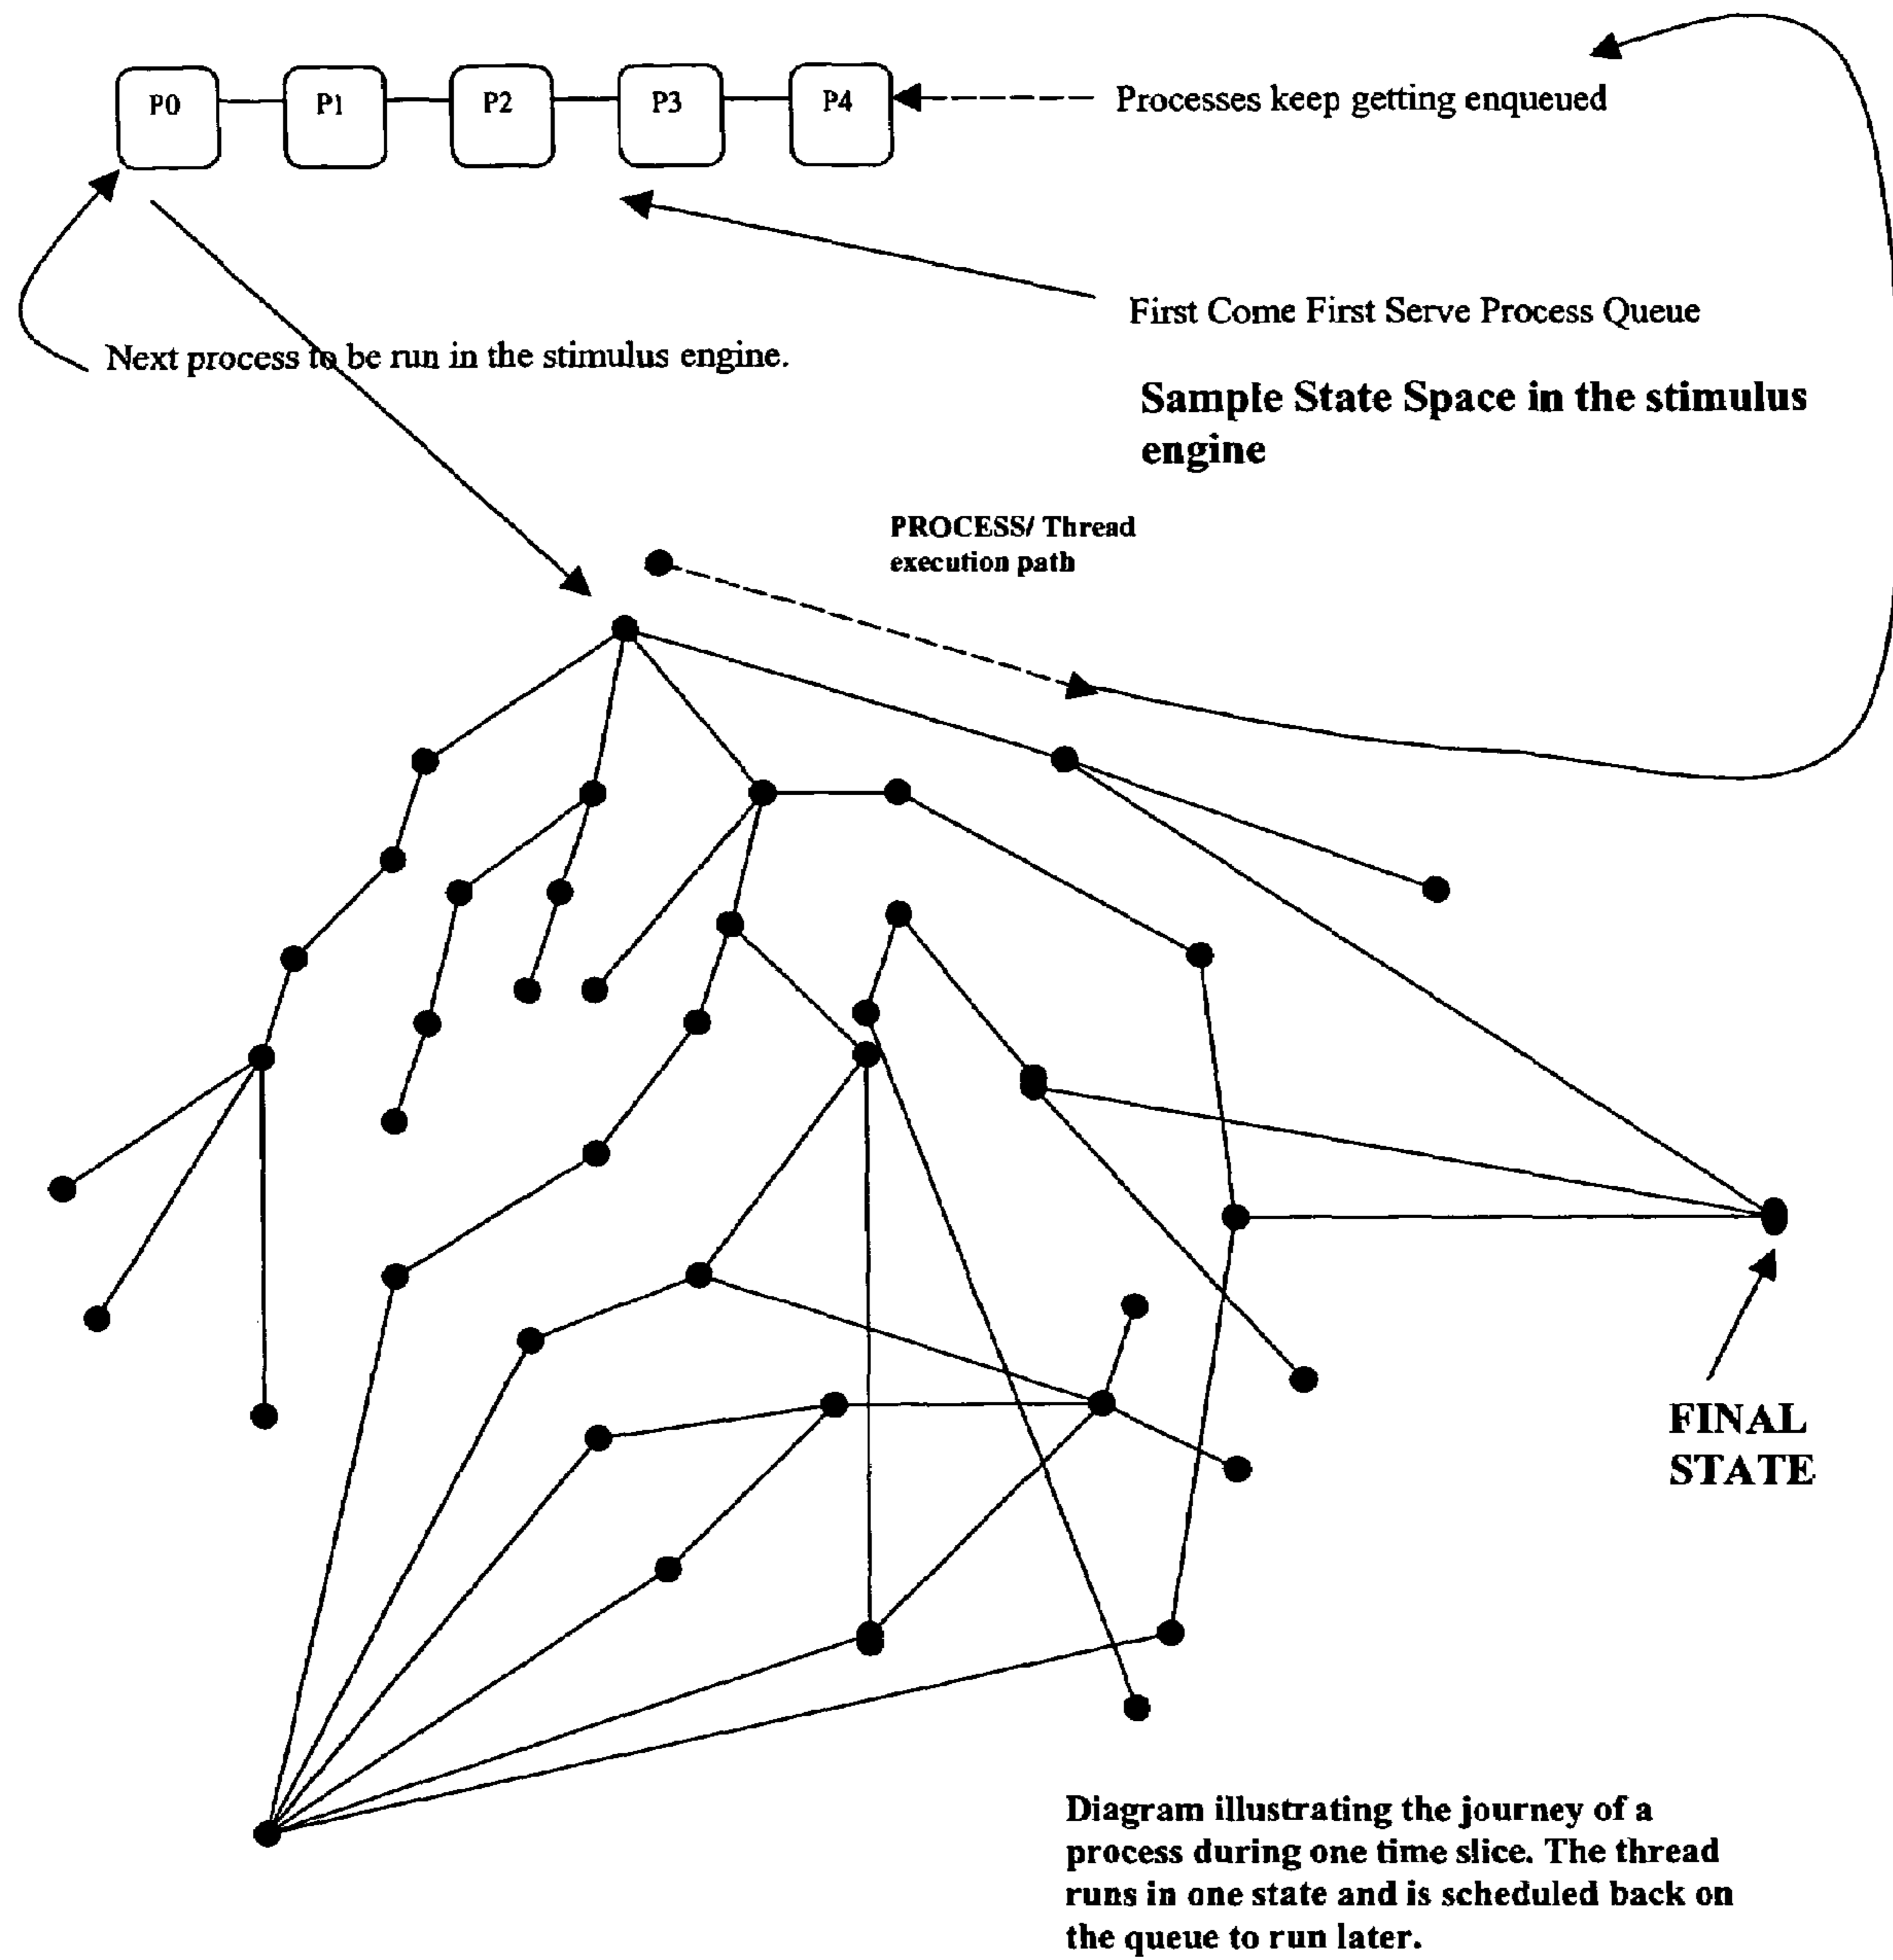 P0
P1
P2
P3
P4
Processes keep getting enqueued
First Come First Serve Process Queue
Next process to be run in the stimulus engine.
Sample State Space in the stimulus
engine
PROCESS/ Thread
execution path
FINAL
STATE
Diagram illustrating the journey of a
process during one time slice. The thread
runs in one state and is scheduled back on
the queue to run later.